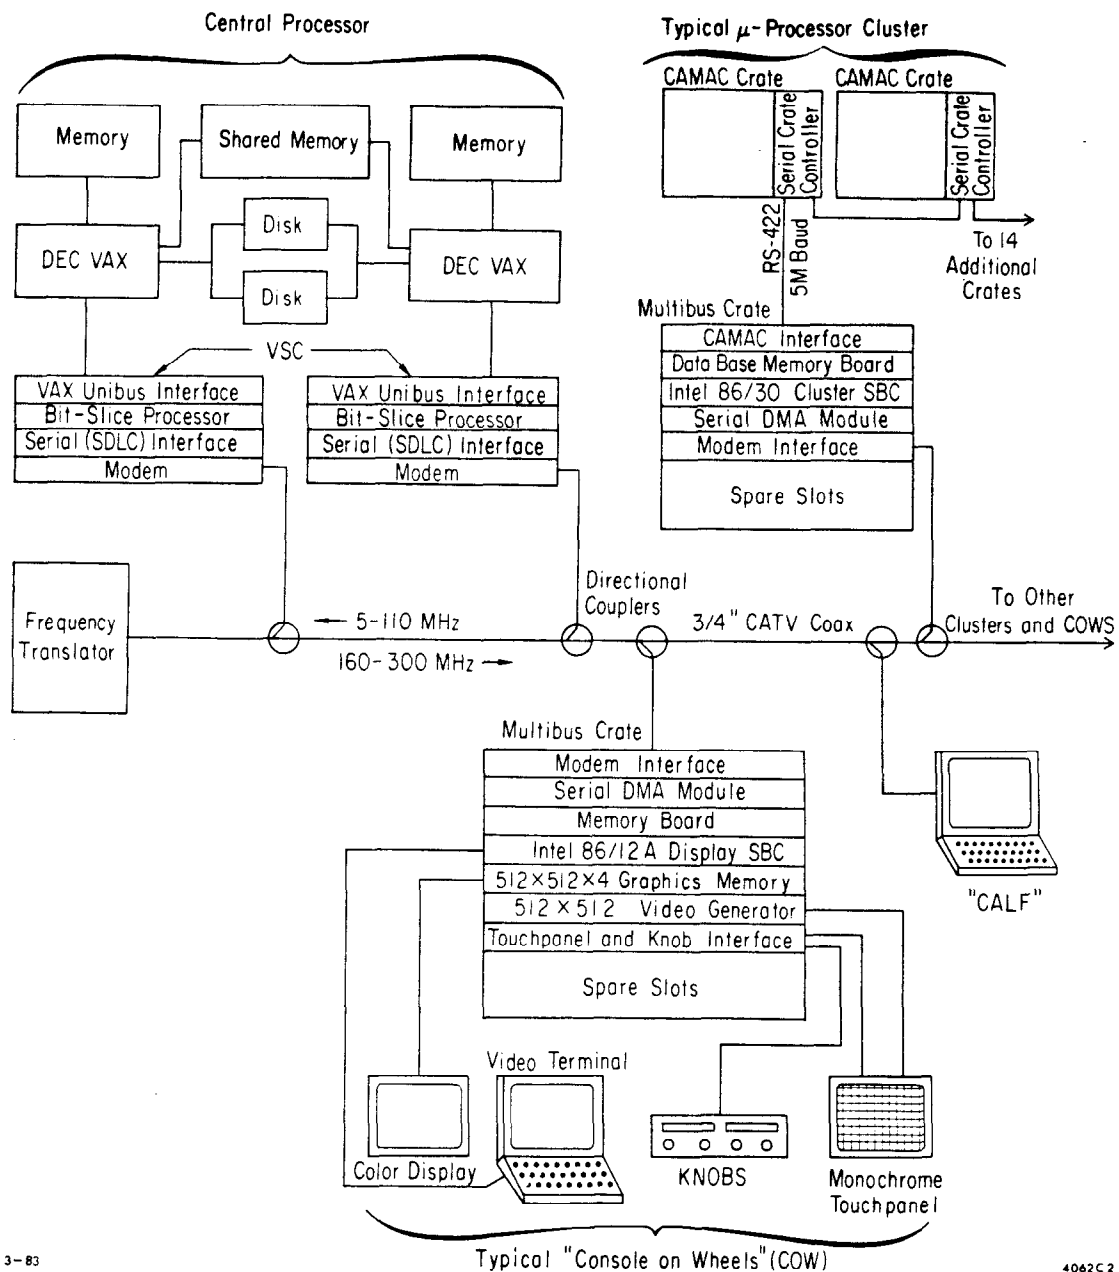 Central Processor
Typical μ-Processor Cluster
CAMAC Crate
CAMAC Crate
Memory
Shared Memory
Memory
Serial Crate
Controller
Serial Crate
Controller
DEC VAX
Disk
Disk
DEC VAX
RS-422
5M Baud
To 14
Additional
Crates
Multibus Crate
CAMAC Interface
Data Base Memory Board
Intel 86/30 Cluster SBC
Serial DMA Module
Modem Interface
Spare Slots
VSC
VAX Unibus Interface
Bit-Slice Processor
Serial (SDLC) Interface
Modem
VAX Unibus Interface
Bit-Slice Processor
Serial (SDLC) Interface
Modem
Frequency
Translator
5-110 MHz
160-300 MHz
Directional
Couplers
3/4" CATV Coax
To Other
Clusters and COWS
Multibus Crate
Modem Interface
Serial DMA Module
Memory Board
Intel 86/12A Display SBC
512×512×4 Graphics Memory
512×512 Video Generator
Touchpanel and Knob Interface
Spare Slots
"CALF"
Video Terminal
Color Display
KNOBS
Monochrome
Touchpanel
Typical "Console on Wheels" (COW)
3-83
4062C2